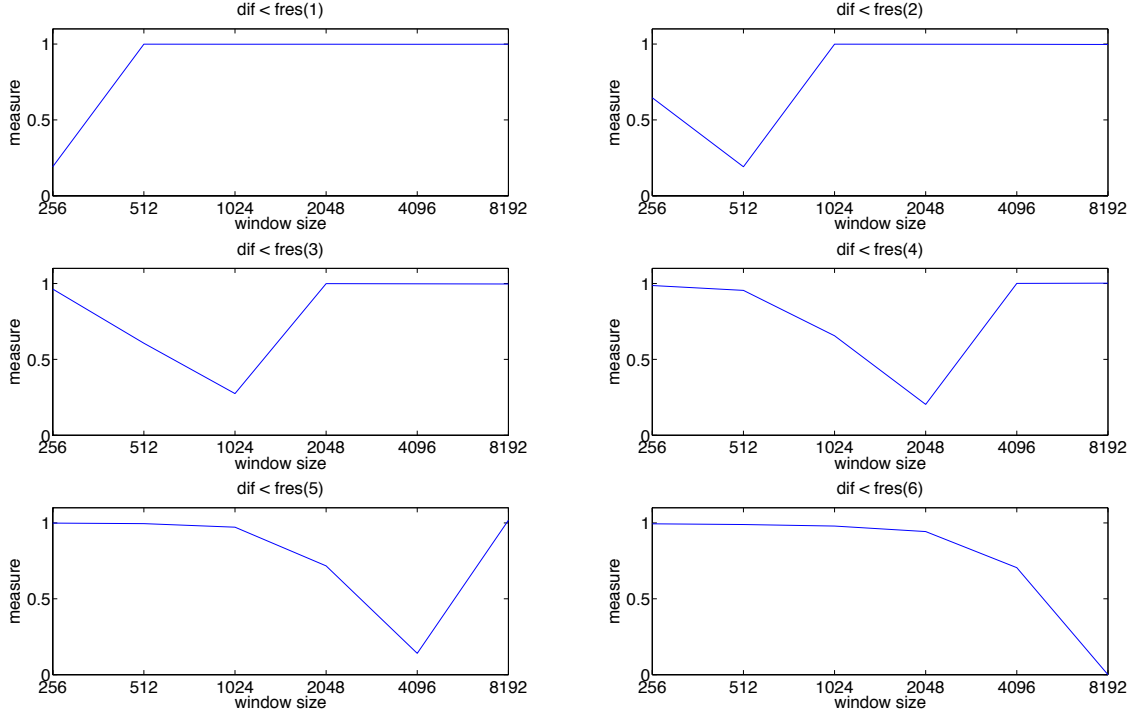 dif < fres(1)
measure
1
0.5
0
256 512 1024 2048 4096 8192
window size
dif < fres(2)
measure
1
0.5
0
256 512 1024 2048 4096 8192
window size
dif < fres(3)
measure
1
0.5
0
256 512 1024 2048 4096 8192
window size
dif < fres(4)
measure
1
0.5
0
256 512 1024 2048 4096 8192
window size
dif < fres(5)
measure
1
0.5
0
256 512 1024 2048 4096 8192
window size
dif < fres(6)
measure
1
0.5
0
256 512 1024 2048 4096 8192
window size